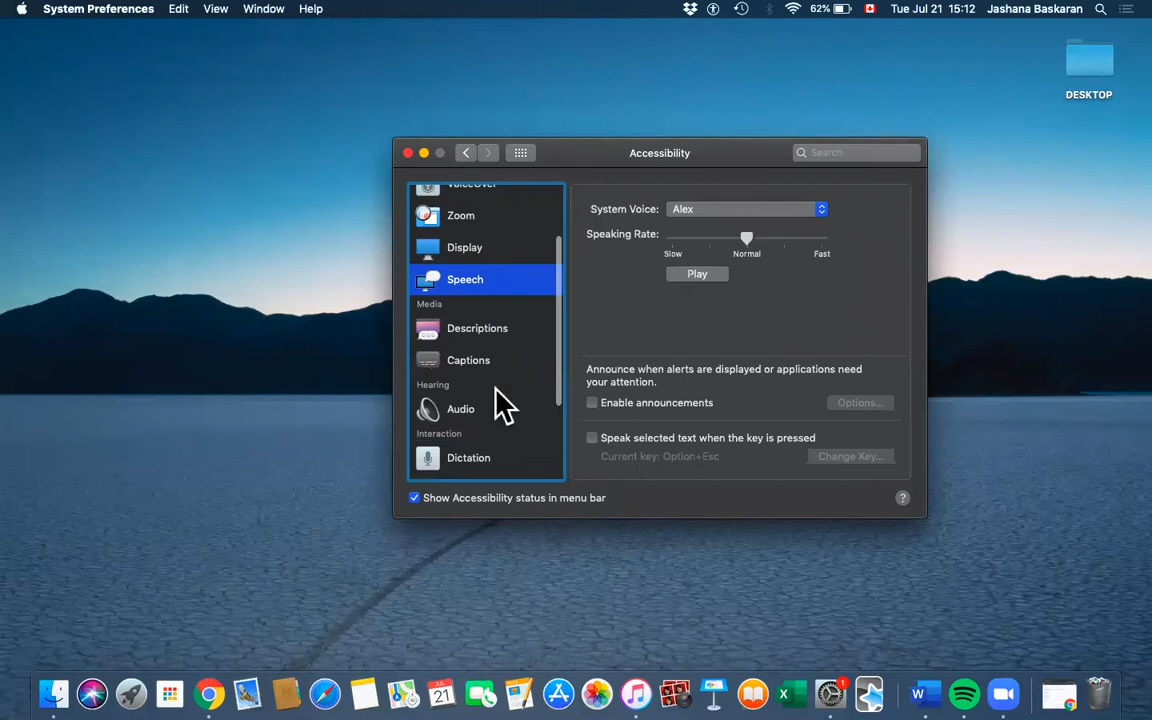 System Preferences Edit View Window Help 62% Tue Jul 21 15:12 Jashana Baskaran
DESKTOP
Accessibility Search
VoiceOver
Zoom
Display
Speech
Media
Descriptions
Captions
Hearing
Audio
Interaction
Dictation
System Voice: Alex
Speaking Rate:
Slow Normal Fast
Play
Announce when alerts are displayed or applications need
your attention.
Enable announcements Options...
Speak selected text when the key is pressed
Current key: Option+Esc Change Key...
Show Accessibility status in menu bar ?
JUL
21
1